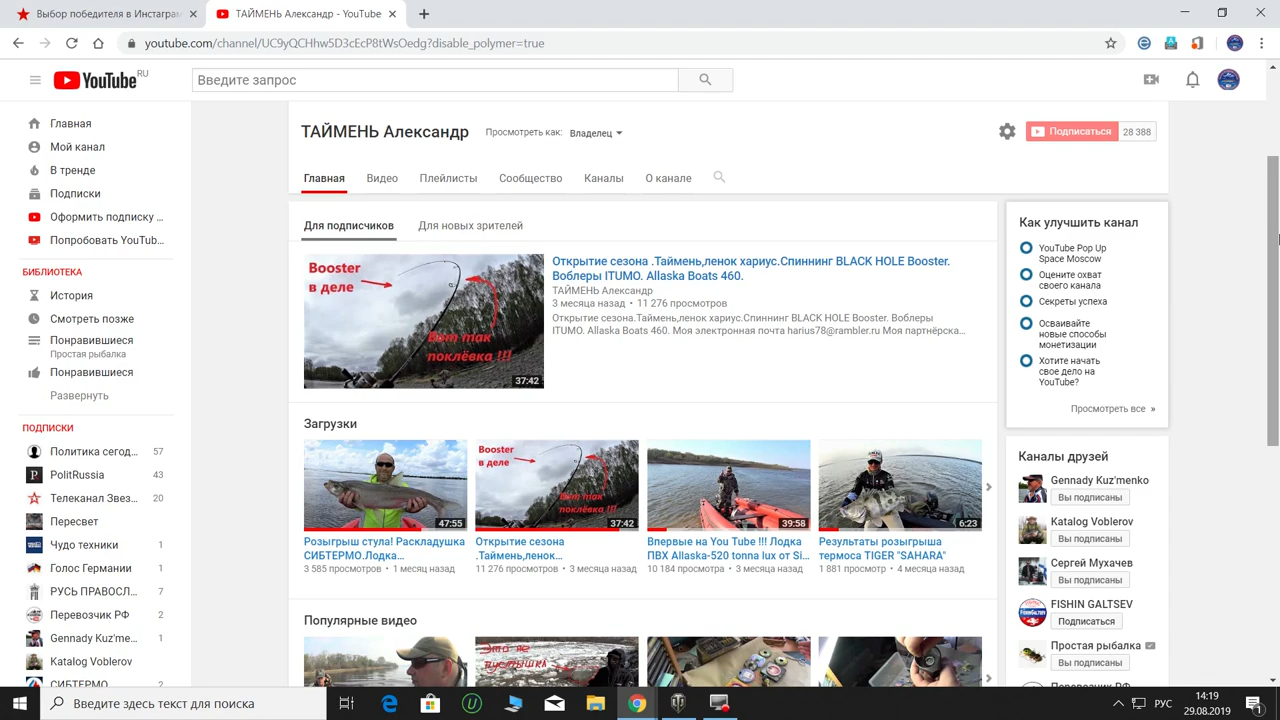 Выбор победителя в Инстаграм
ТАЙМЕНЬ Александр - YouTube
youtube.com/channel/UC9yQCHhw5D3cEcP8tWsOedg?disable_polymer=true
YouTube RU
Введите запрос
Главная
Мой канал
В тренде
Подписки
Оформить подписку ...
Попробовать YouTub...
БИБЛИОТЕКА
История
Смотреть позже
Понравившиеся
Простая рыбалка
Понравившиеся
Развернуть
ПОДПИСКИ
Политика сегод... 57
PolitRussia 43
Телеканал Звез... 20
Пересвет
Чудо техники 1
Голос Германии 1
РУСЬ ПРАВОСЛ... 7
Перевозчик РФ 2
Gennady Kuz'me... 1
Katalog Voblerov
СИБТЕРМО 2
ТАЙМЕНЬ Александр
Просмотреть как: Владелец
Подписаться 28 388
Главная Видео Плейлисты Сообщество Каналы О канале
Для подписчиков Для новых зрителей
Booster
в деле
Вот так
поклёвка !!!
37:42
Открытие сезона .Таймень,ленок хариус.Спиннинг BLACK HOLE Booster.
Воблеры ITUMO. Allaska Boats 460.
ТАЙМЕНЬ Александр
3 месяца назад • 11 276 просмотров
Открытие сезона.Таймень,ленок хариус.Спиннинг BLACK HOLE Booster. Воблеры
ITUMO. Allaska Boats 460. Моя электронная почта harius78@rambler.ru Моя партнёрска...
Загрузки
47:55
Розыгрыш стула! Раскладушка
СИБТЕРМО.Лодка...
3 585 просмотров • 1 месяц назад
Booster
в деле
Вот так
поклёвка !!!
37:42
Открытие сезона
.Таймень,ленок...
11 276 просмотров • 3 месяца назад
39:58
Впервые на You Tube !!! Лодка
ПВХ Allaska-520 tonna lux от Si...
10 184 просмотра • 3 месяца назад
6:23
Результаты розыгрыша
термоса TIGER "SAHARA"
1 881 просмотр • 4 месяца назад
Популярные видео
Это не
пустышка
Как улучшить канал
YouTube Pop Up
Space Moscow
Оцените охват
своего канала
Секреты успеха
Осваивайте
новые способы
монетизации
Хотите начать
свое дело на
YouTube?
Просмотреть все »
Каналы друзей
Gennady Kuz'menko
Вы подписаны
Katalog Voblerov
Вы подписаны
Сергей Мухачев
Вы подписаны
FISHIN GALTSEV
Подписаться
Простая рыбалка
Вы подписаны
Перевозчик РФ
Введите здесь текст для поиска
РУС
14:19
29.08.2019
1